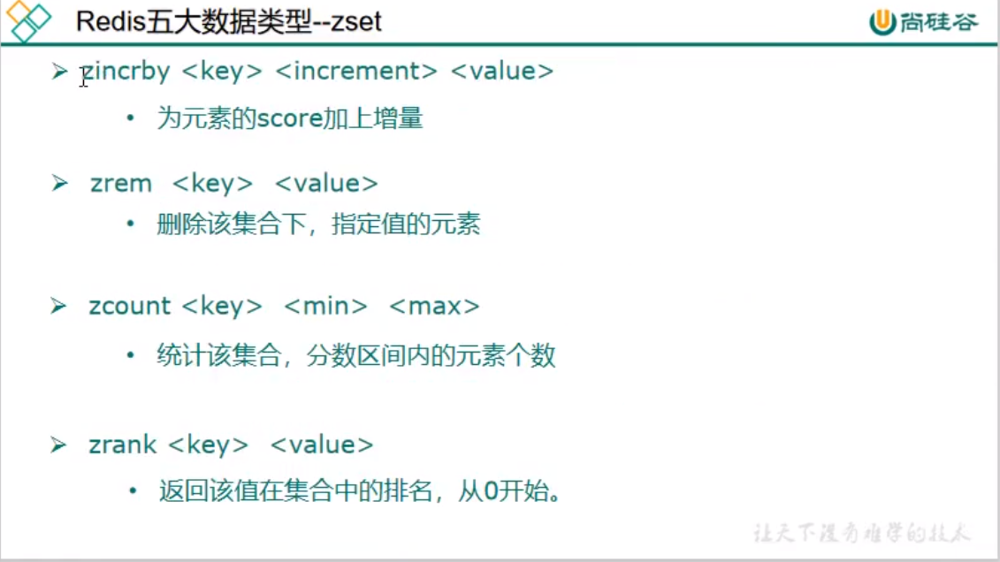 Redis五大数据类型--zset
尚硅谷
zincrby <key> <increment> <value>
为元素的score加上增量
zrem <key> <value>
删除该集合下，指定值的元素
zcount <key> <min> <max>
统计该集合，分数区间内的元素个数
zrank <key> <value>
返回该值在集合中的排名，从0开始。
让天下没有难学的技术